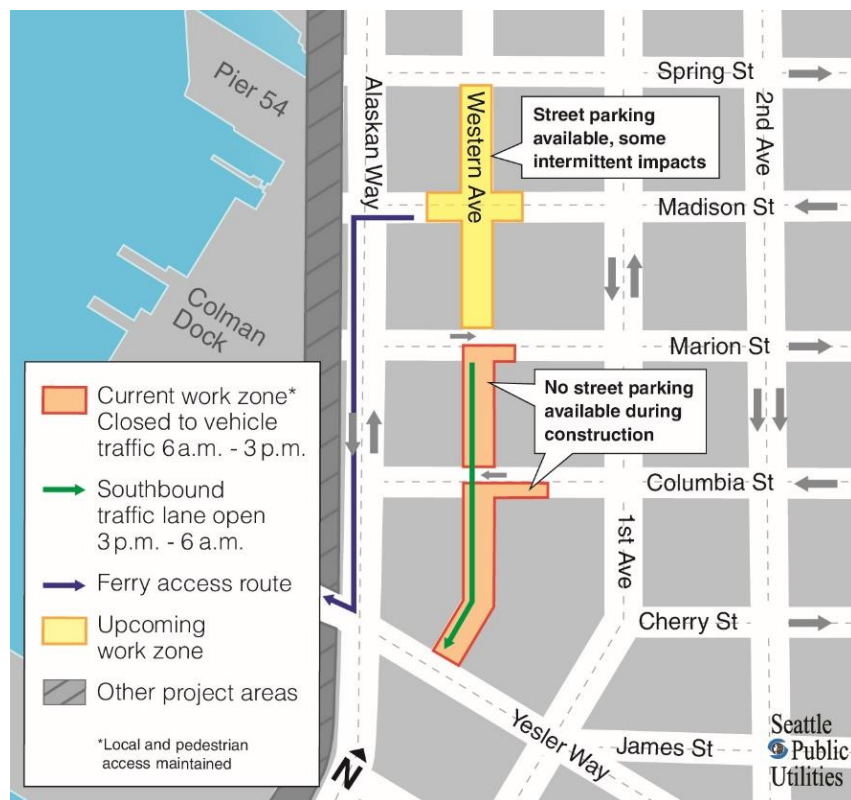 Pier 54
Alaskan Way
Western Ave
Spring St
2nd Ave
Street parking
available, some
intermittent impacts
Madison St
Colman
Dock
Marion St
No street parking
available during
construction
Columbia St
1st Ave
Cherry St
Yesler Way
James St
Current work zone*
Closed to vehicle
traffic 6 a.m. - 3 p.m.
Southbound
traffic lane open
3 p.m. - 6 a.m.
Ferry access route
Upcoming
work zone
Other project areas
*Local and pedestrian
access maintained
N
Seattle
Public
Utilities